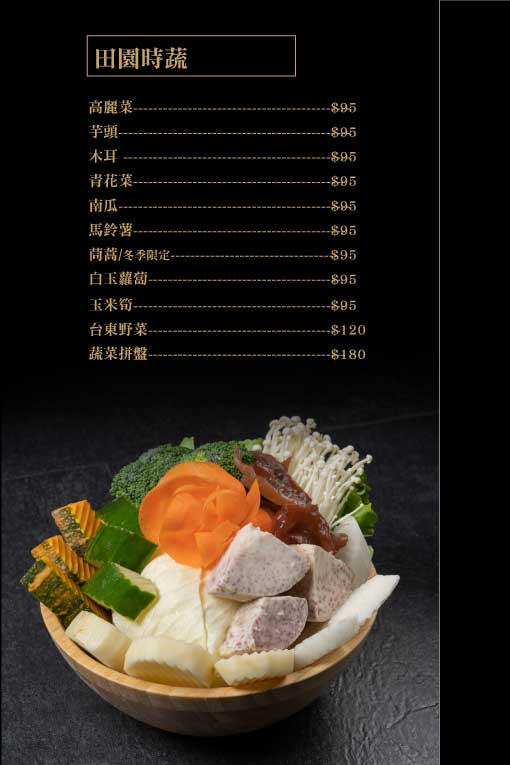 田園時蔬
高麗菜----------------------------------------$95
芋頭-------------------------------------------$95
木耳 ------------------------------------------$95
青花菜----------------------------------------$95
南瓜-------------------------------------------$95
馬鈴薯----------------------------------------$95
茼蒿/冬季限定--------------------------------$95
白玉蘿蔔-------------------------------------$95
玉米筍----------------------------------------$95
台東野菜-------------------------------------$120
蔬菜拼盤-------------------------------------$180